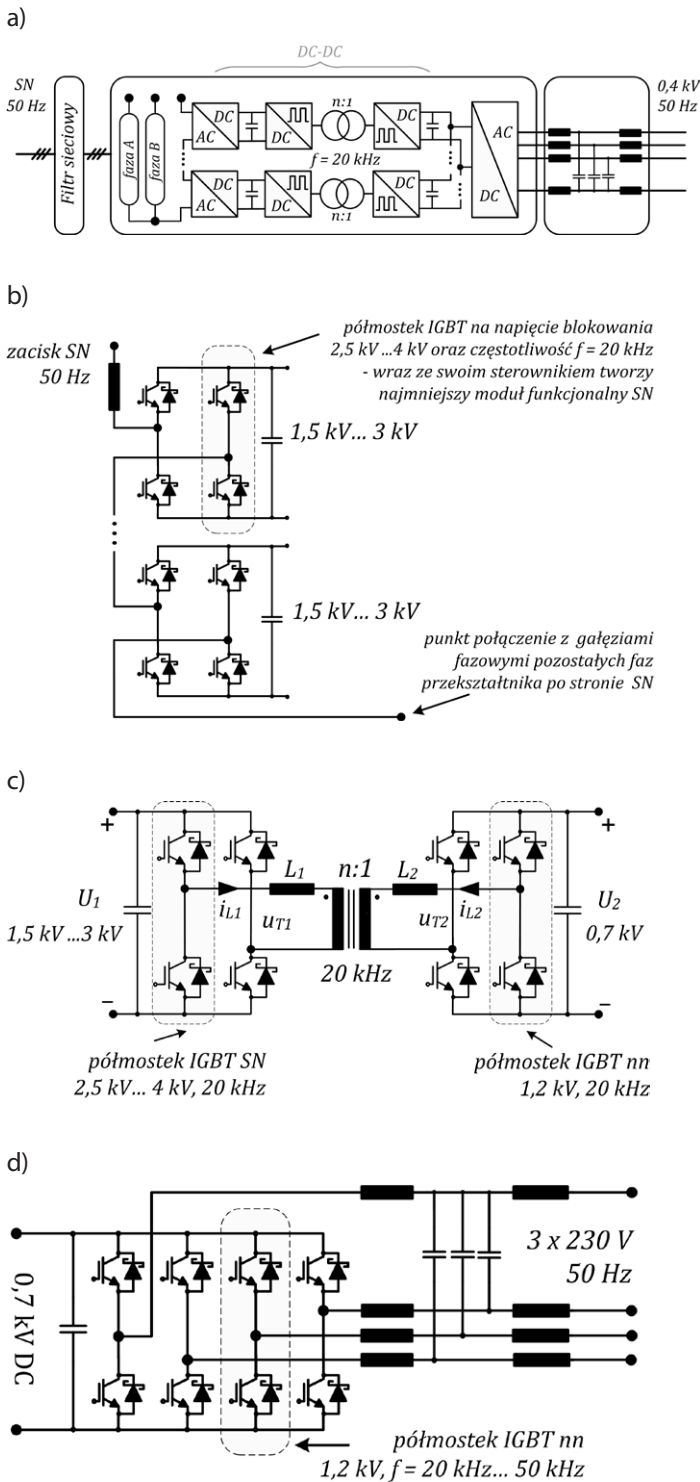 a)
DC-DC
SN
50 Hz
Filtr sieciowy
faza A
faza B
DC
AC
DC
n:1
DC
f = 20 kHz
DC
AC
DC
n:1
DC
AC
DC
0,4 kV
50 Hz
b)
zacisk SN
50 Hz
półmostek IGBT na napięcie blokowania
2,5 kV ...4 kV oraz częstotliwość f = 20 kHz
- wraz ze swoim sterownikiem tworzy
najmniejszy moduł funkcjonalny SN
1,5 kV... 3 kV
1,5 kV... 3 kV
punkt połączenie z gałęziami
fazowymi pozostałych faz
przekształtnika po stronie SN
c)
+
U1
1,5 kV ...3 kV
–
iL1
L1
uT1
n:1
20 kHz
L2
uT2
iL2
+
U2
0,7 kV
–
półmostek IGBT SN
2,5 kV... 4 kV, 20 kHz
półmostek IGBT nn
1,2 kV, 20 kHz
d)
0,7 kV DC
3 x 230 V
50 Hz
półmostek IGBT nn
1,2 kV, f = 20 kHz... 50 kHz